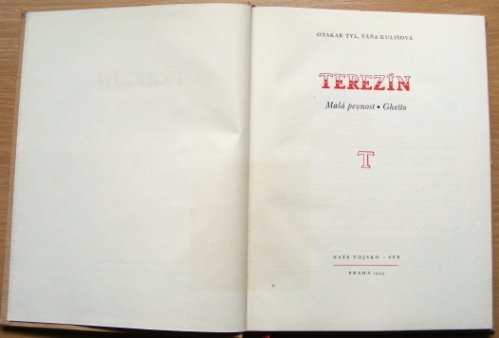 OTAKAR TYL, TÁŇA KULIŠOVÁ
TEREZÍN
Malá pevnost • Ghetto
T
NAŠE VOJSKO - SPB
PRAHA